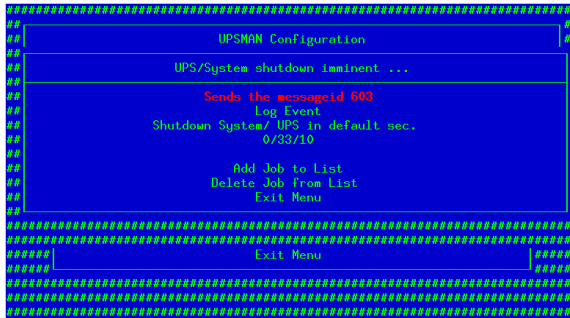 UPSMAN Configuration
UPS/System shutdown imminent ...
Sends the messageid 603
Log Event
Shutdown System/ UPS in default sec.
0/33/10
Add Job to List
Delete Job from List
Exit Menu
Exit Menu